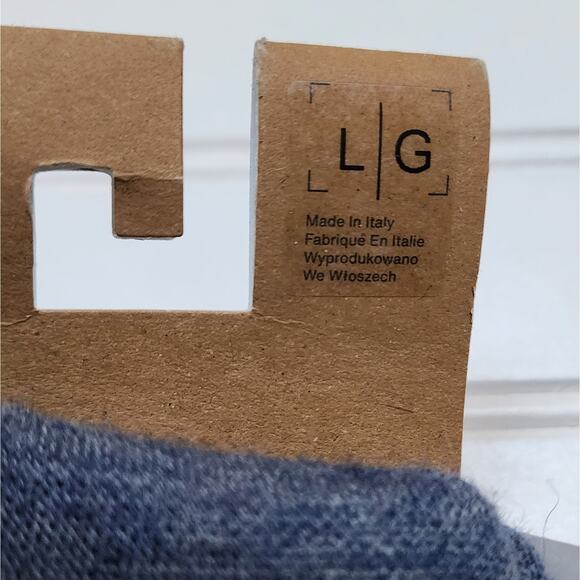 L|G
Made In Italy
Fabriqué En Italie
Wyprodukowano
We Włoszech